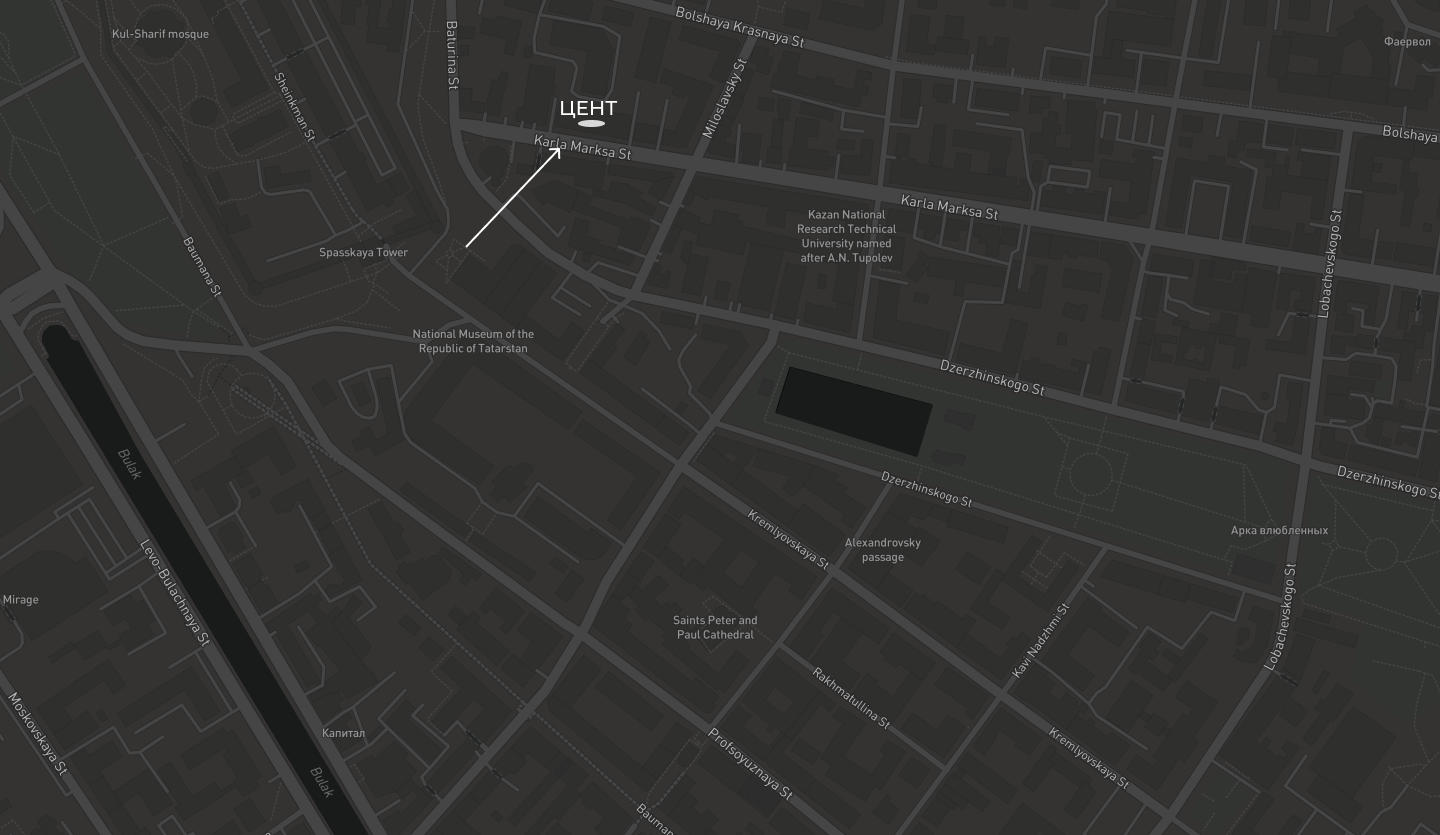 Bolshaya Krasnaya St
Kul-Sharif mosque
Фаервол
Baturina St
Sheinkman St
Miloslavsky St
ЦЕНТ
Bolshaya
Karla Marksa St
Karla Marksa St
Kazan National
Research Technical
University named
after A.N. Tupolev
Spasskaya Tower
Baumana St
Lobachevskogo St
National Museum of the
Republic of Tatarstan
Dzerzhinskogo St
Bulak
Dzerzhinskogo St
Dzerzhinskogo St
Kremlyovskaya St
Арка влюбленных
Alexandrovsky
passage
Levo-Bulachnaya St
Mirage
Saints Peter and
Paul Cathedral
Kavi Nadzhmi St
Lobachevskogo St
Rakhmatullina St
Moskovskaya St
Капитал
Bulak
Profsoyuznaya St
Kremlyovskaya St
Bauman